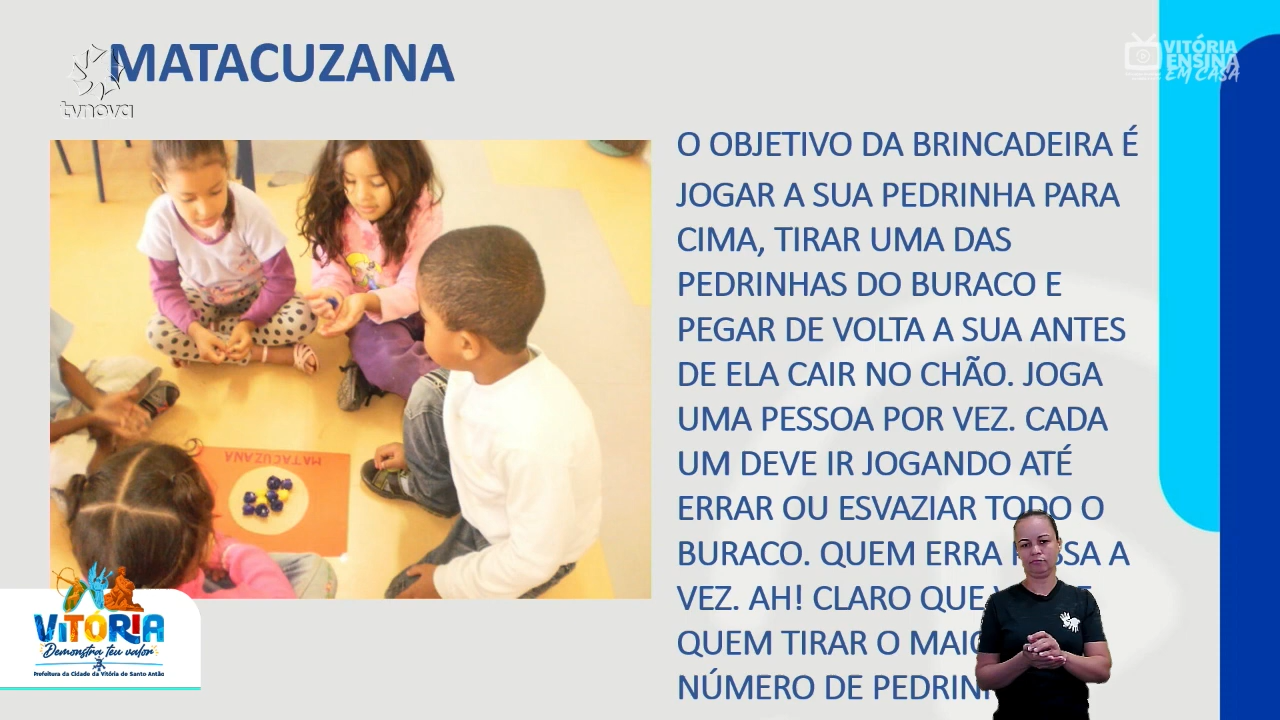 MATACUZANA
tvnova
VITÓRIA
ENSINA
EM CASA
O OBJETIVO DA BRINCADEIRA É
JOGAR A SUA PEDRINHA PARA
CIMA, TIRAR UMA DAS
PEDRINHAS DO BURACO E
PEGAR DE VOLTA A SUA ANTES
DE ELA CAIR NO CHÃO. JOGA
UMA PESSOA POR VEZ. CADA
UM DEVE IR JOGANDO ATÉ
ERRAR OU ESVAZIAR TODO O
BURACO. QUEM ERRA A
VEZ. AH! CLARO QUE
QUEM TIRAR O
NÚMERO DE
MATACUZANA
VITÓRIA
Demonstra teu valor
Prefeitura da Cidade da Vitória de Santo Antão